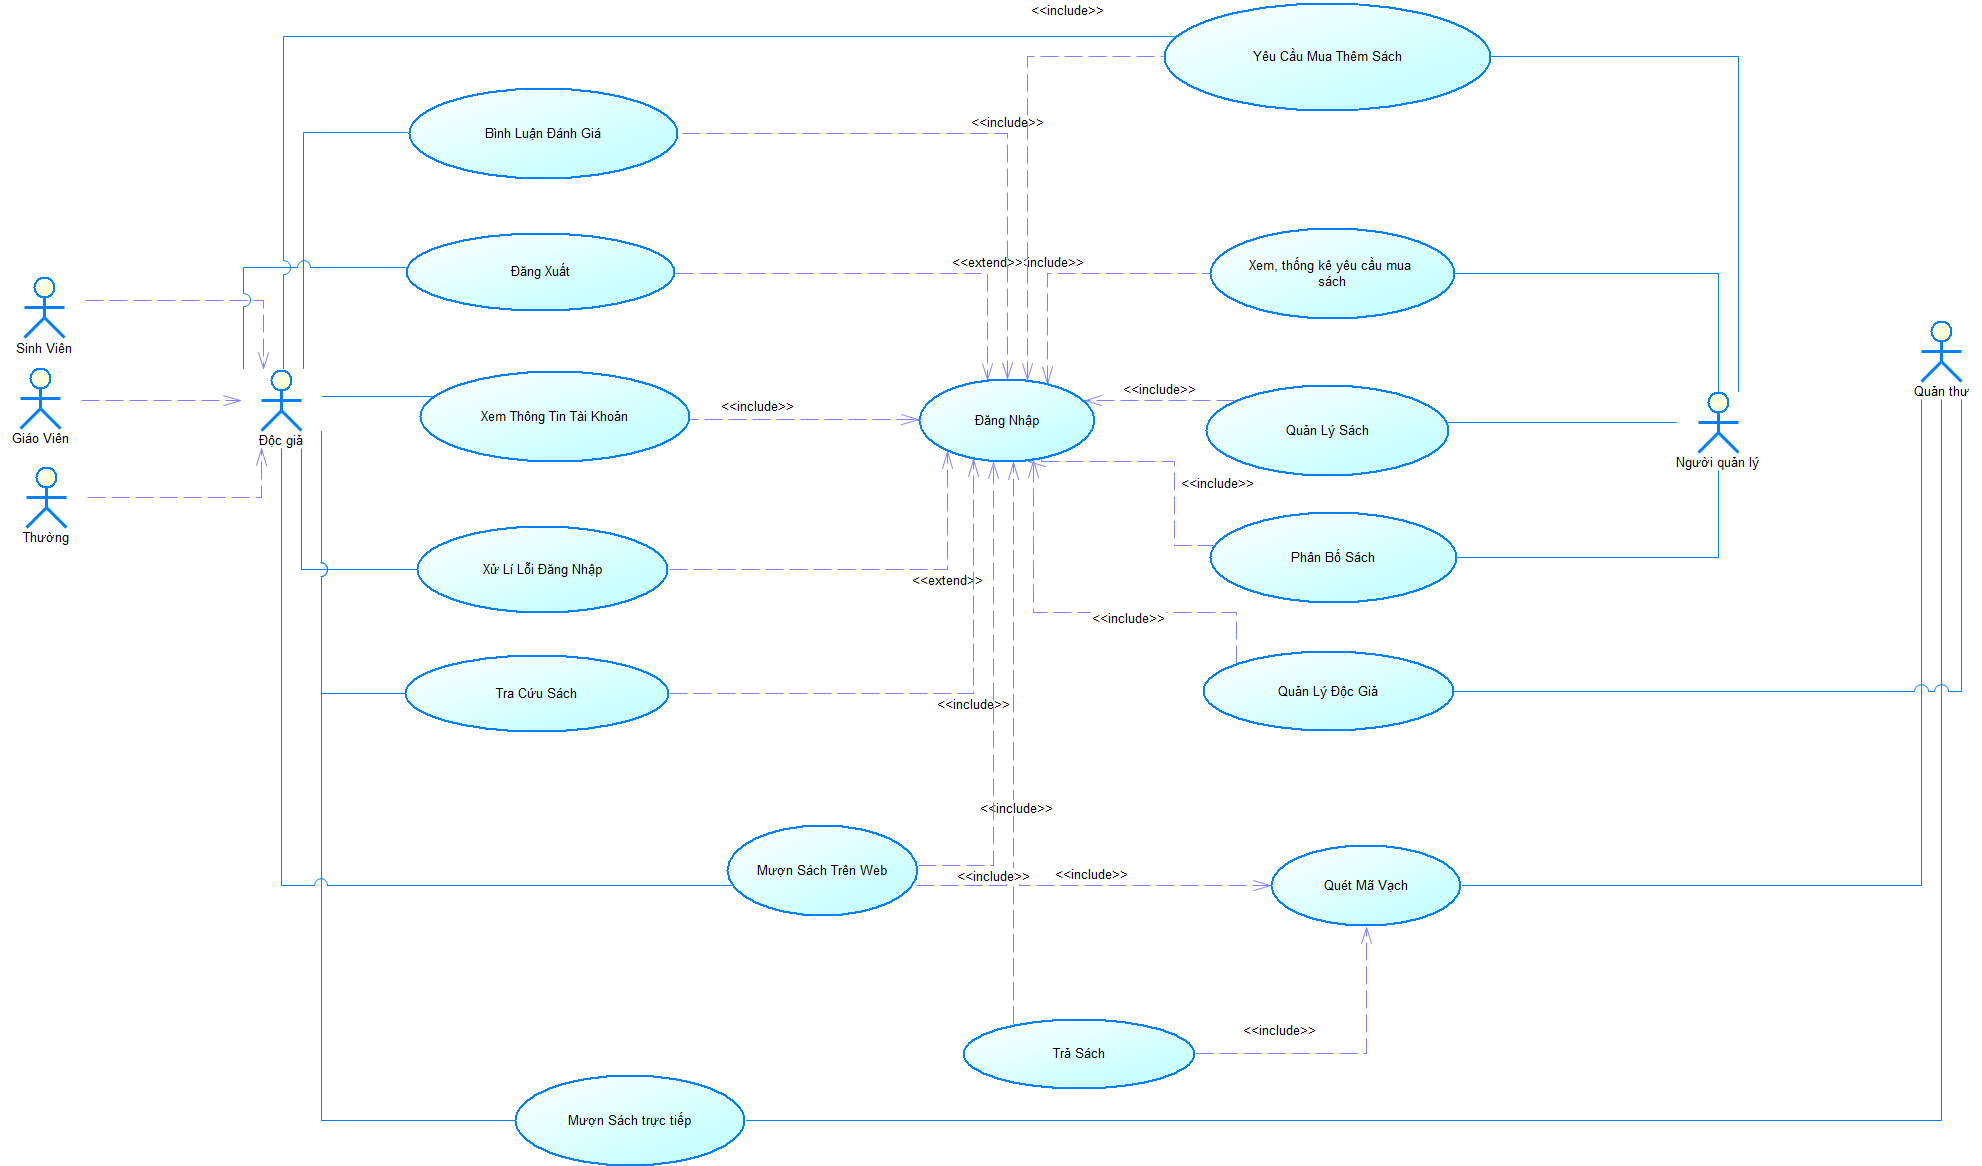 <<include>>
Yêu Cầu Mua Thêm Sách
<<include>>
Bình Luận Đánh Giá
<<extend>>
include>>
Xem, thống kê yêu cầu mua
sách
Đăng Xuất
Sinh Viên
Giáo Viên
Thường
Độc giả
Xem Thông Tin Tài Khoản
<<include>>
Đăng Nhập
<<include>>
Quản Lý Sách
Quản thư
Người quản lý
<<include>>
Phân Bố Sách
Xử Lí Lỗi Đăng Nhập
<<extend>>
<<include>>
Quản Lý Độc Giả
Tra Cứu Sách
<<include>>
<<include>>
Mượn Sách Trên Web
<<include>>
<<include>>
Quét Mã Vạch
<<include>>
Trả Sách
Mượn Sách trực tiếp